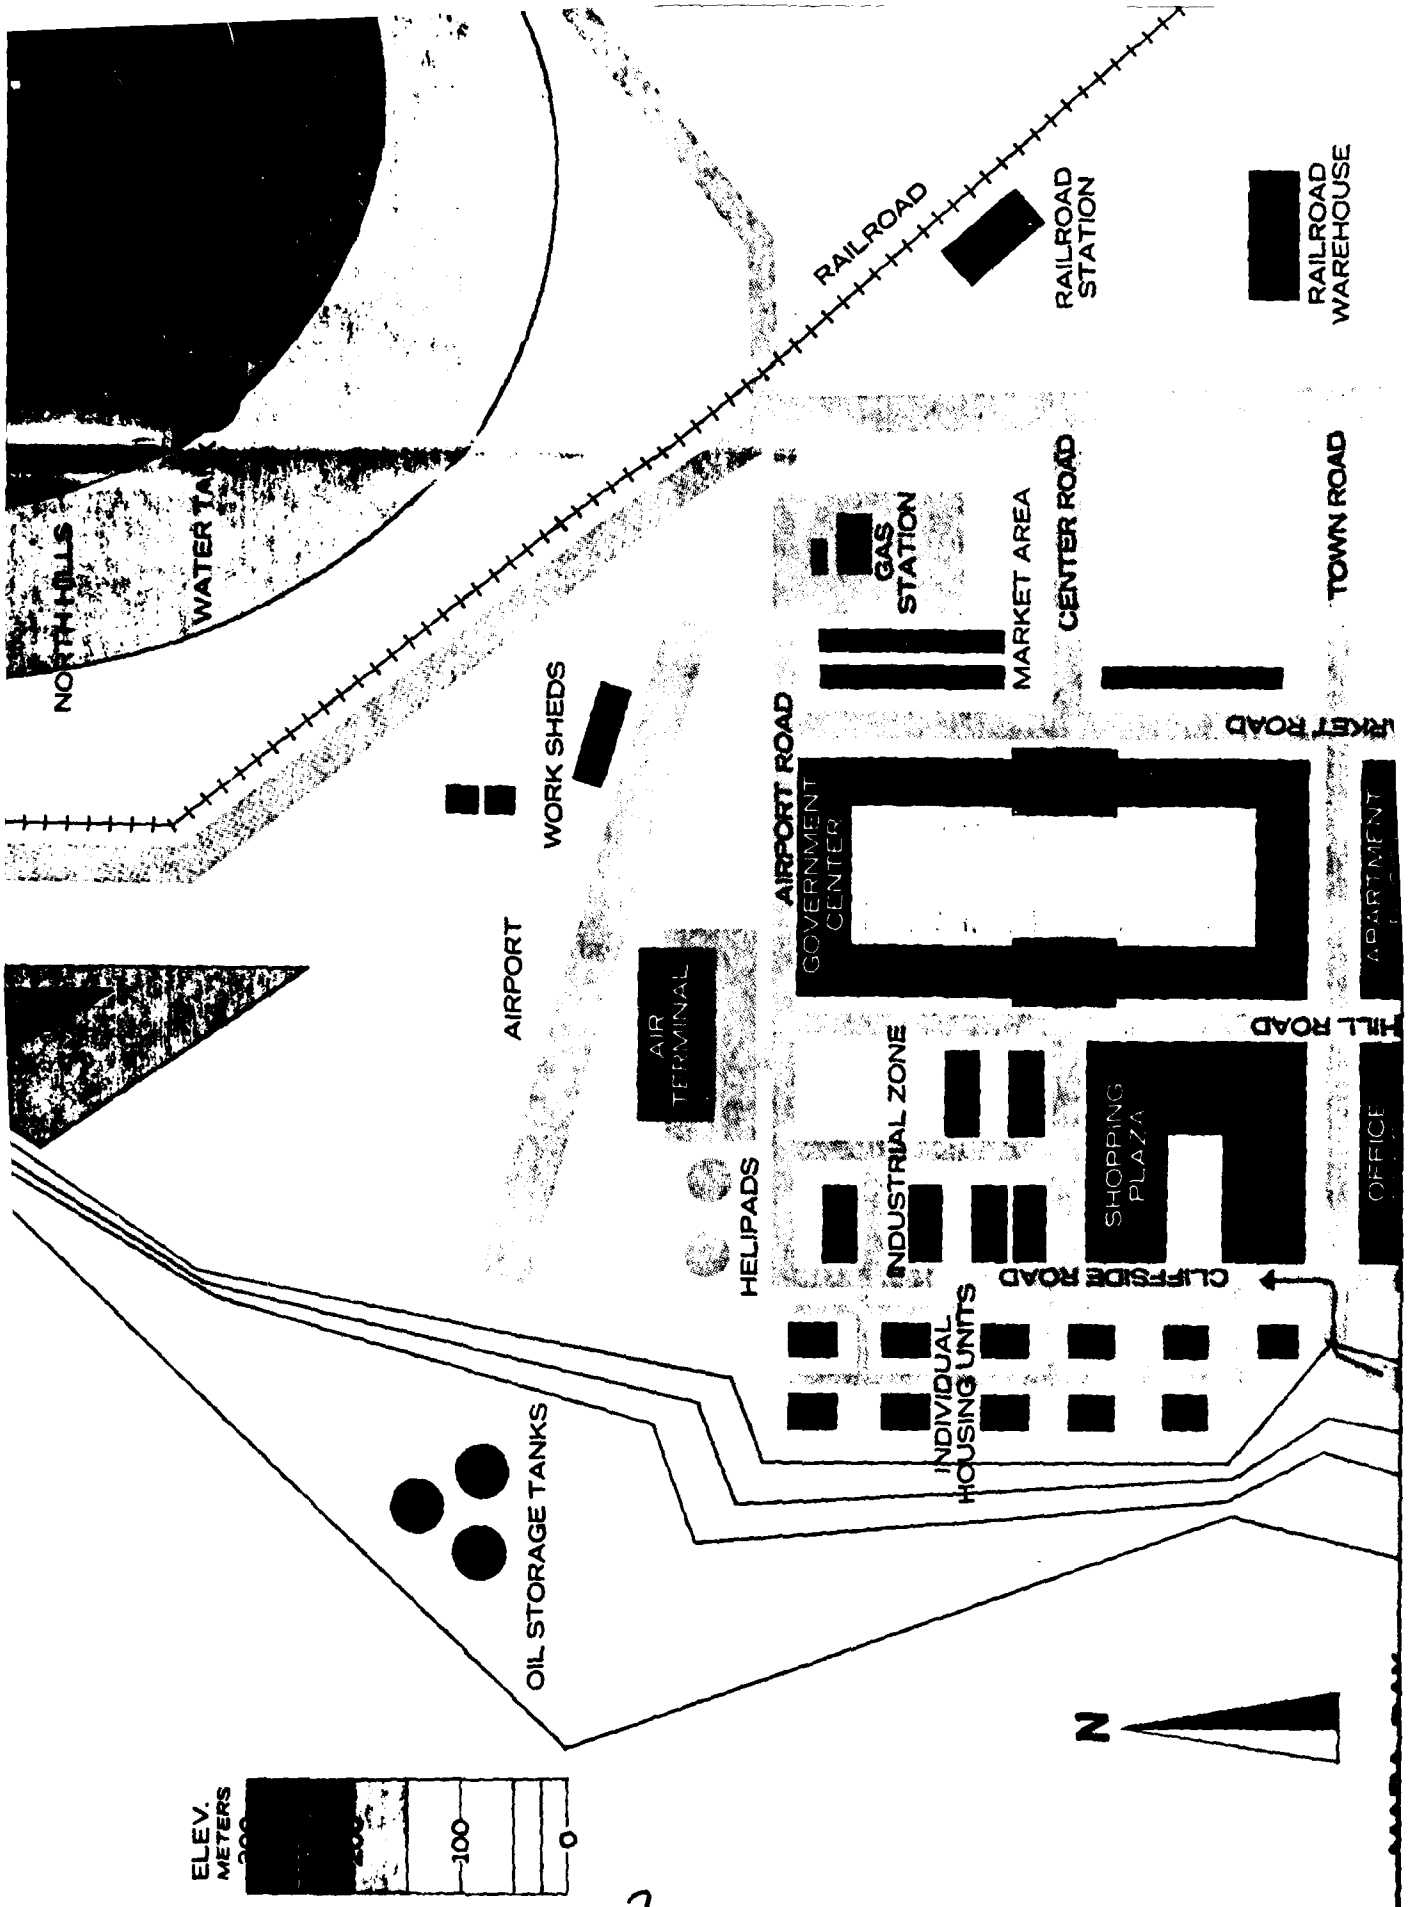 NORTH HILLS
WATER TANK
RAILROAD
RAILROAD
STATION
RAILROAD
WAREHOUSE
WORK SHEDS
AIRPORT
AIR
TERMINAL
HELIPADS
OIL STORAGE TANKS
AIRPORT ROAD
GAS
STATION
MARKET AREA
CENTER ROAD
TOWN ROAD
RKET ROAD
GOVERNMENT
CENTER
HILL ROAD
APARTMENT
INDUSTRIAL ZONE
SHOPPING
PLAZA
OFFICE
CLIFFSIDE ROAD
INDIVIDUAL
HOUSING UNITS
N
ELEV.
METERS
200
100
0